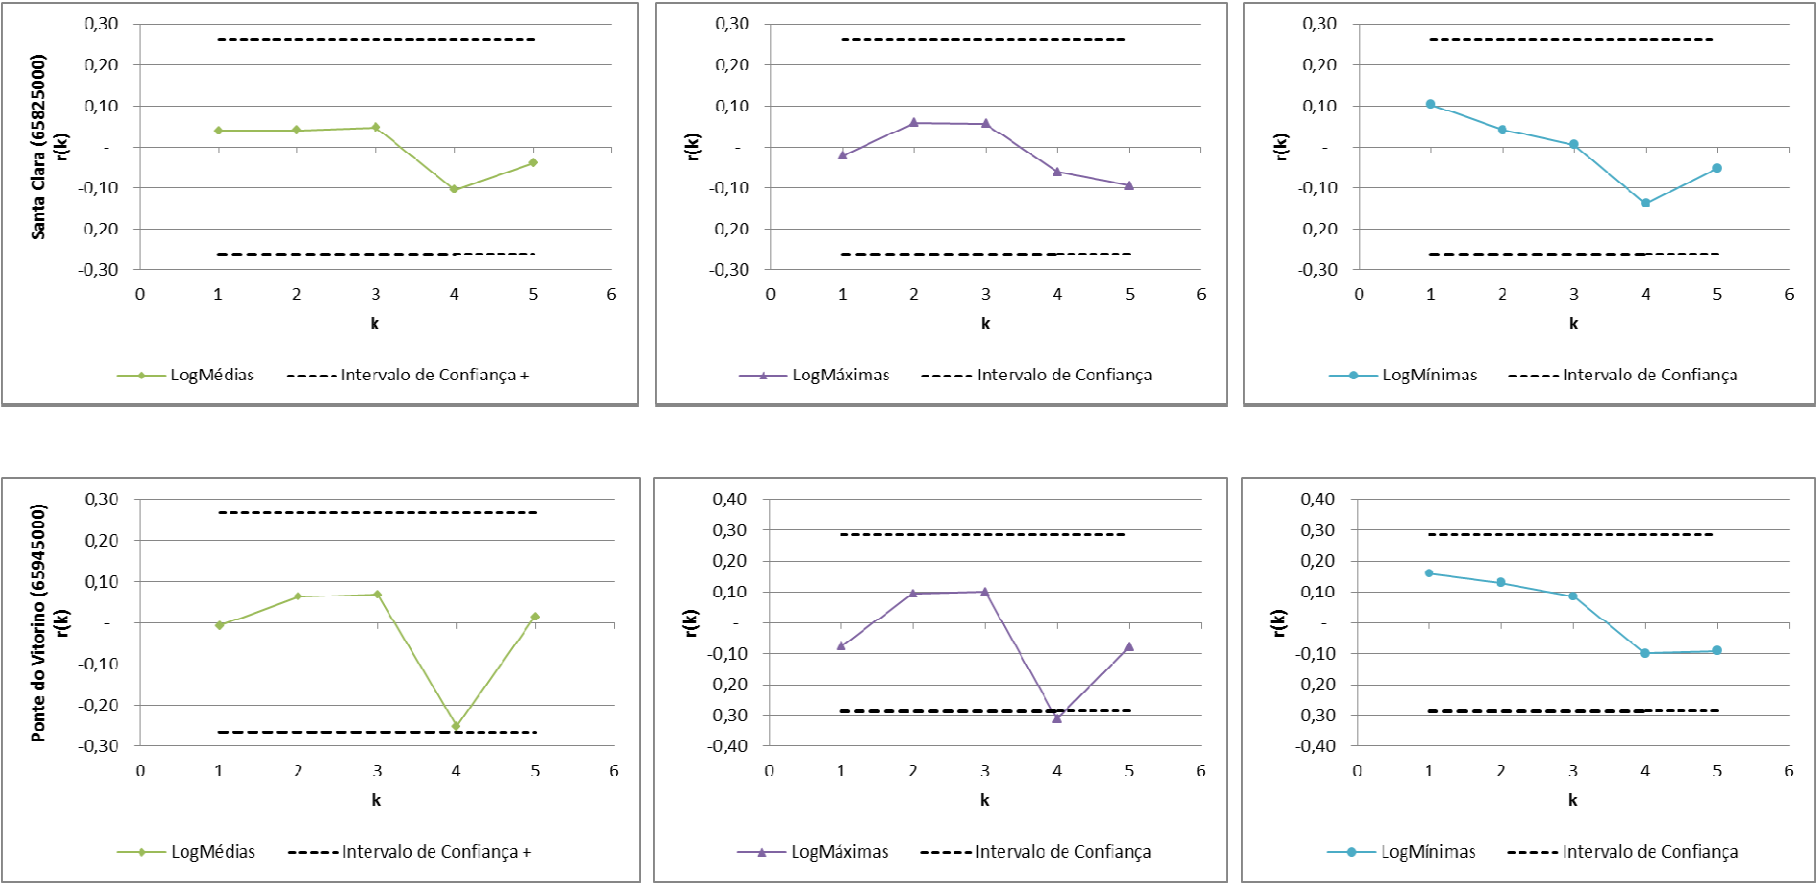 Santa Clara (65825000)
r(k)
0,30
0,20
0,10
-
-0,10
0,20
-0,30
0 1 2 3 4 5 6
k
LogMédias Intervalo de Confiança +
r(k)
0,30
0,20
0,10
-
-0,10
0,20
-0,30
0 1 2 3 4 5 6
k
LogMáximas Intervalo de Confiança
r(k)
0,30
0,20
0,10
-
-0,10
0,20
-0,30
0 1 2 3 4 5 6
k
LogMínimas Intervalo de Confiança
Ponte do Vitorino (65945000)
r(k)
0,30
0,20
0,10
-
-0,10
-0,20
-0,30
0 1 2 3 4 5 6
k
LogMédias Intervalo de Confiança +
r(k)
0,40
0,30
0,20
0,10
-
-0,10
0,20
0,30
-0,40
0 1 2 3 4 5 6
k
LogMáximas Intervalo de Confiança
r(k)
0,40
0,30
0,20
0,10
-
-0,10
0,20
0,30
-0,40
0 1 2 3 4 5 6
k
LogMínimas Intervalo de Confiança